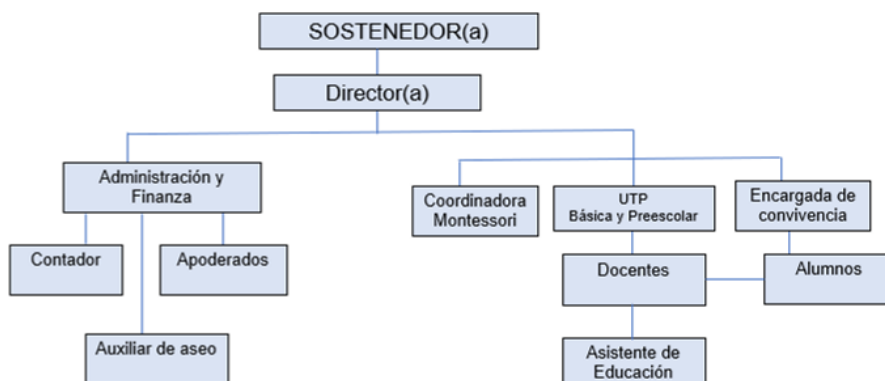 SOSTENEDOR(a)
Director(a)
Administración y
Finanza
Coordinadora
Montessori
UTP
Básica y Preescolar
Encargada de
convivencia
Contador
Apoderados
Docentes
Alumnos
Auxiliar de aseo
Asistente de
Educación